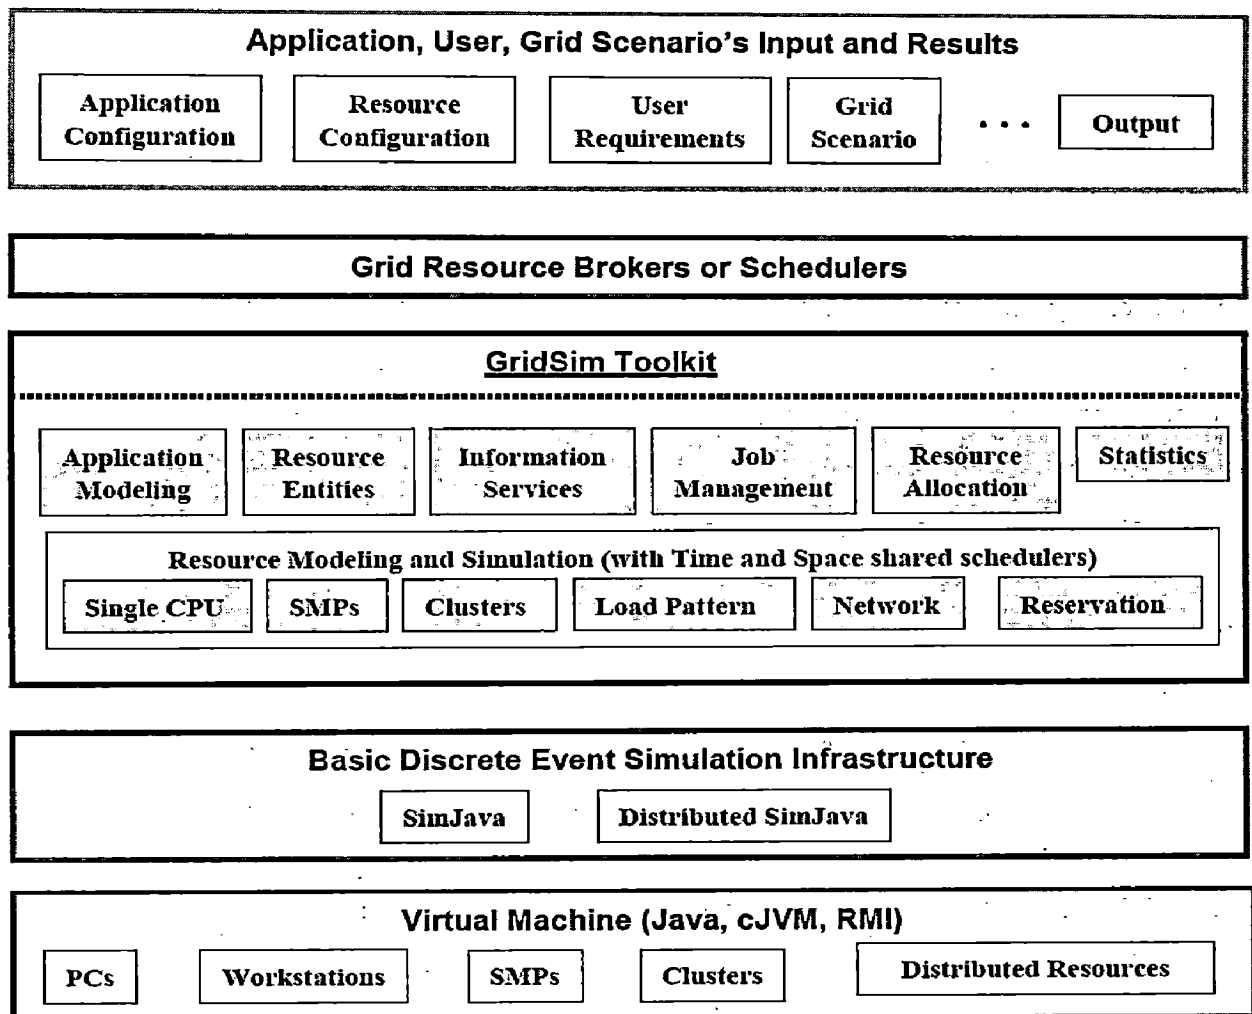 Application, User, Grid Scenario's Input and Results
Application Configuration
Resource Configuration
User Requirements
Grid Scenario
. . .
Output
Grid Resource Brokers or Schedulers
GridSim Toolkit
Application Modeling
Resource Entities
Information Services
Job Management
Resource Allocation
Statistics
Resource Modeling and Simulation (with Time and Space shared schedulers)
Single CPU
SMPs
Clusters
Load Pattern
Network
Reservation
Basic Discrete Event Simulation Infrastructure
SimJava
Distributed SimJava
Virtual Machine (Java, cJVM, RMI)
PCs
Workstations
SMPs
Clusters
Distributed Resources